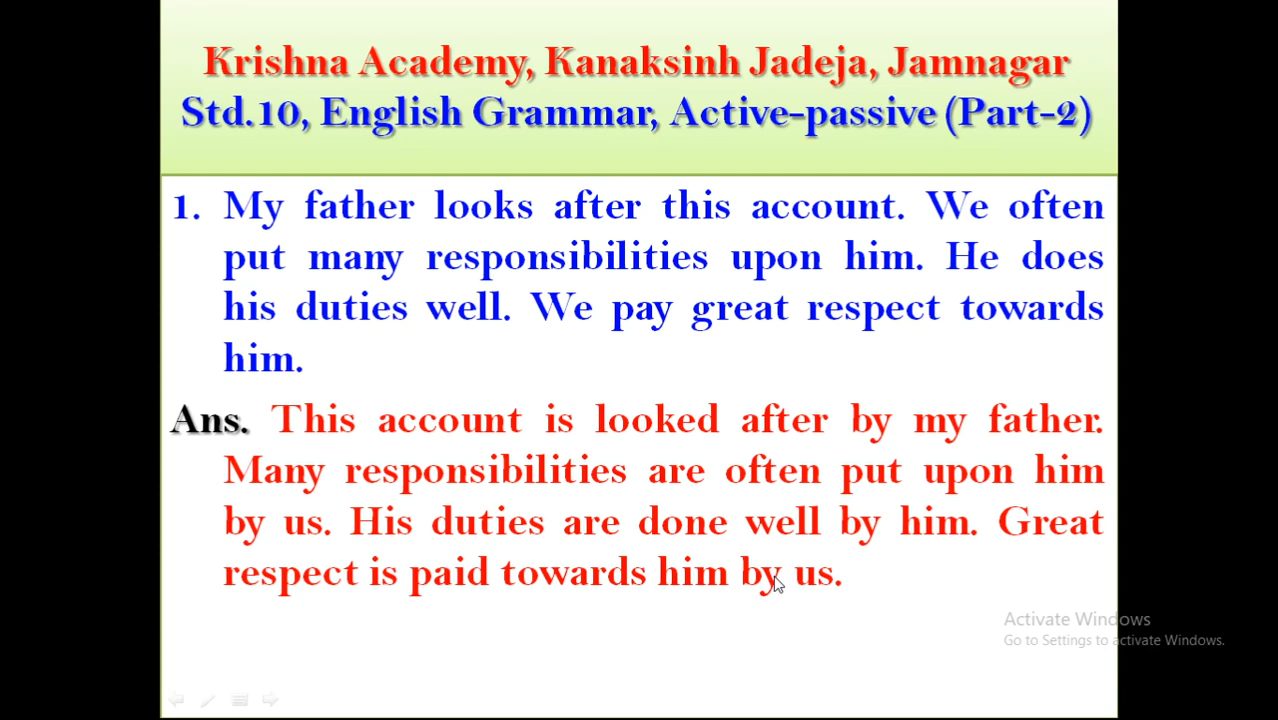 Krishna Academy, Kanaksinh Jadeja, Jamnagar
Std.10, English Grammar, Active-passive (Part-2)
1. My father looks after this account. We often
put many responsibilities upon him. He does
his duties well. We pay great respect towards
him.
Ans. This account is looked after by my father.
Many responsibilities are often put upon him
by us. His duties are done well by him. Great
respect is paid towards him by us.
Activate Windows
Go to Settings to activate Windows.